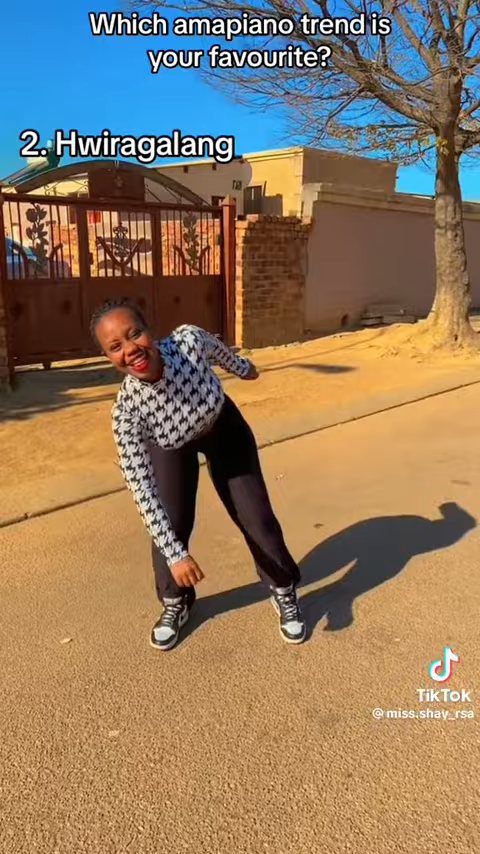 Which amapiano trend is
your favourite?
2. Hwiragalang
TikTok
@miss.shay_rsa